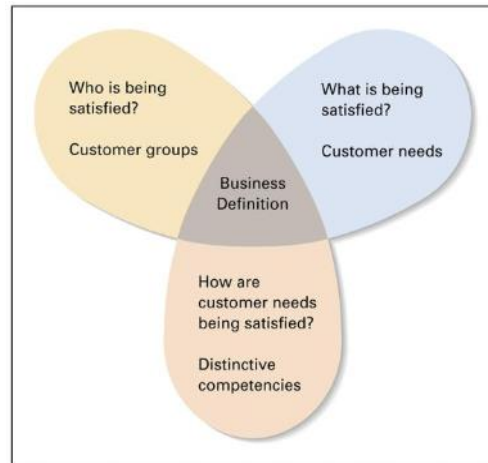 Who is being
satisfied?
Customer groups
What is being
satisfied?
Customer needs
Business
Definition
How are
customer needs
being satisfied?
Distinctive
competencies